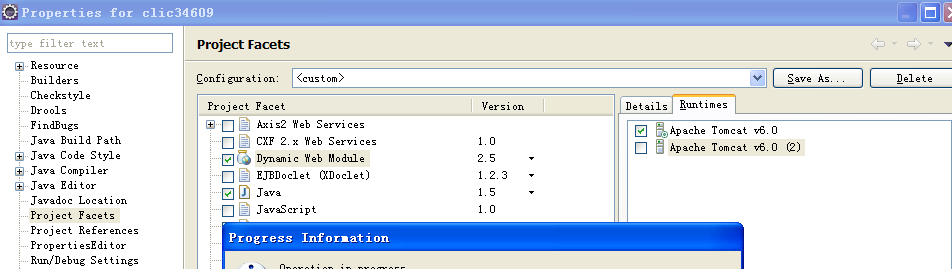 Properties for clic34609
type filter text
Resource
Builders
Checkstyle
Drools
FindBugs
Java Build Path
Java Code Style
Java Compiler
Java Editor
Javadoc Location
Project Facets
Project References
PropertiesEditor
Run/Debug Settings
Project Facets
Configuration: <custom> Save As... Delete
Project Facet Version
Axis2 Web Services
CXF 2.x Web Services 1.0
Dynamic Web Module 2.5
EJBDoclet (XDoclet) 1.2.3
Java 1.5
JavaScript 1.0
Details Runtimes
Apache Tomcat v6.0
Apache Tomcat v6.0 (2)
Progress Information
Operation in progress